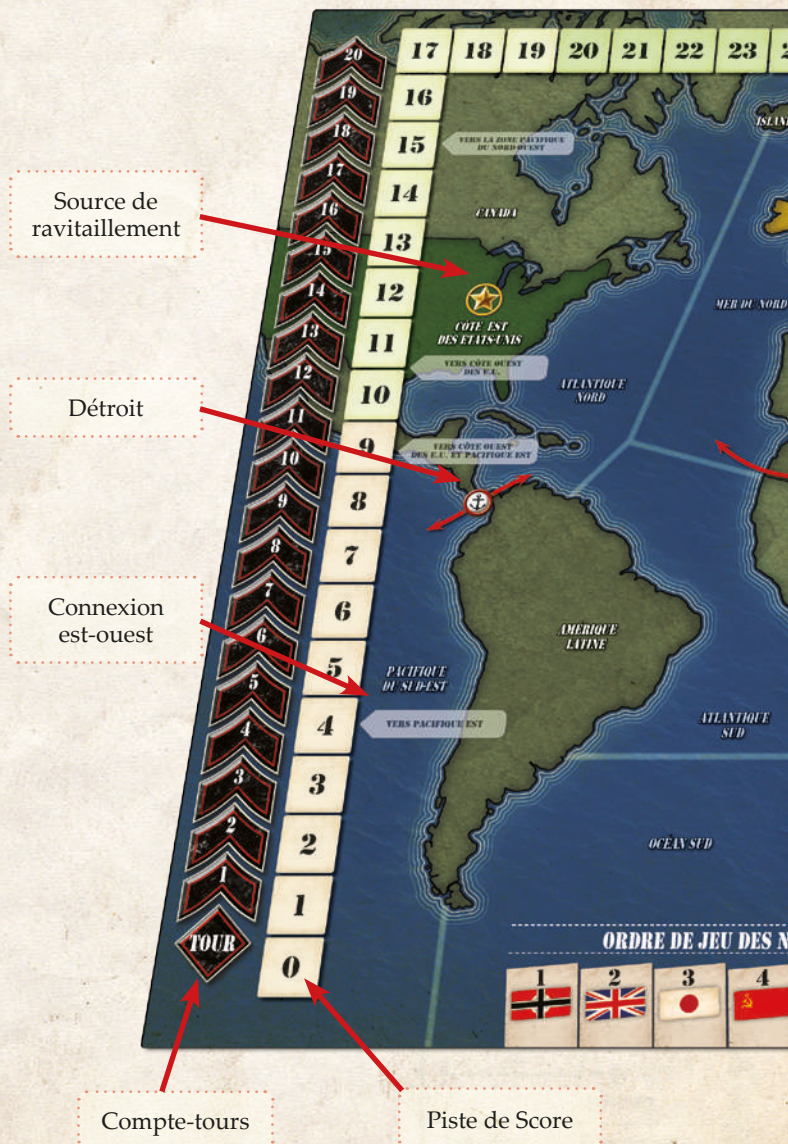 20
19
18
17
16
15
14
13
12
11
10
9
8
7
6
5
4
3
2
1
TOUR
17 18 19 20 21 22 23
16
15
14
13
12
11
10
9
8
7
6
5
4
3
2
1
0
VERS LA ZONE PACIFIQUE
DU NORD-OUEST
CANADA
CÔTE EST
DES ÉTATS-UNIS
VERS CÔTE OUEST
DES E.U.
MER DU NORD
ATLANTIQUE
NORD
VERS CÔTE OUEST
DES E.U. ET PACIFIQUE EST
AMÉRIQUE
LATINE
PACIFIQUE
DU SUD-EST
VERS PACIFIQUE EST
ATLANTIQUE
SUD
OCÉAN SUD
ORDRE DE JEU DES N
1 2 3 4
Source de
ravitaillement
Détroit
Connexion
est-ouest
Compte-tours
Piste de Score